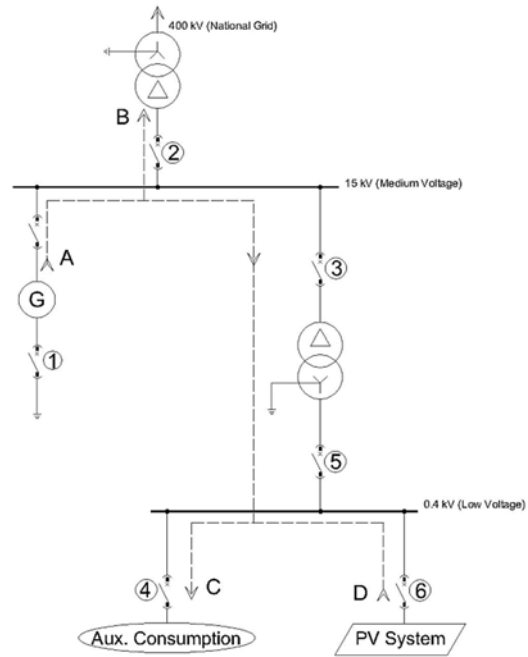 400 kV (National Grid)
B
2
15 kV (Medium Voltage)
A
3
G
1
5
0.4 kV (Low Voltage)
4
C
D
6
Aux. Consumption
PV System